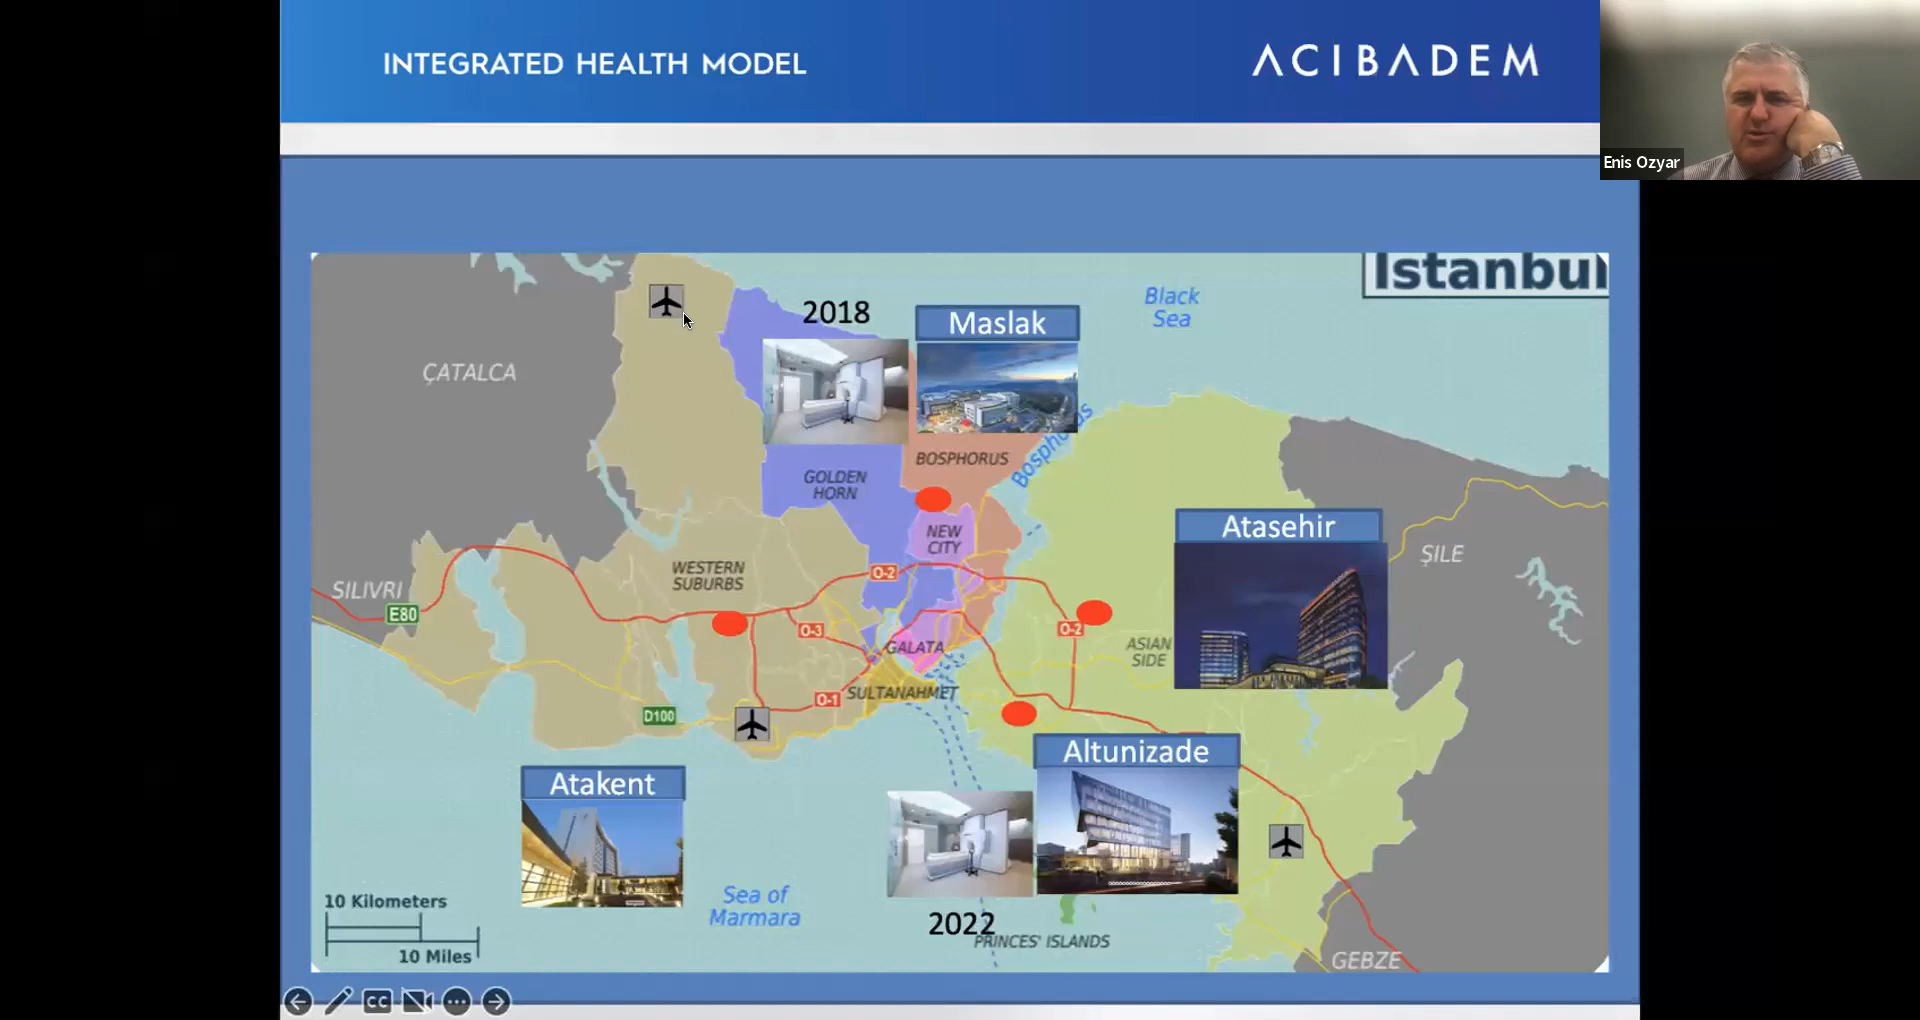 INTEGRATED HEALTH MODEL
ACIBADEM
Enis Ozyar
Istanbul
2018
Maslak
Black
Sea
ÇATALCA
Bosphorus
BOSPHORUS
GOLDEN
HORN
NEW
CITY
Atasehir
ŞILE
WESTERN
SUBURBS
O-2
SILIVRI
E80
O-3
O-2
GALATA
ASIAN
SIDE
SULTANAHMET
O-1
D100
Altunizade
Atakent
10 Kilometers
10 Miles
Sea of
Marmara
2022
PRINCES' ISLANDS
GEBZE
CC